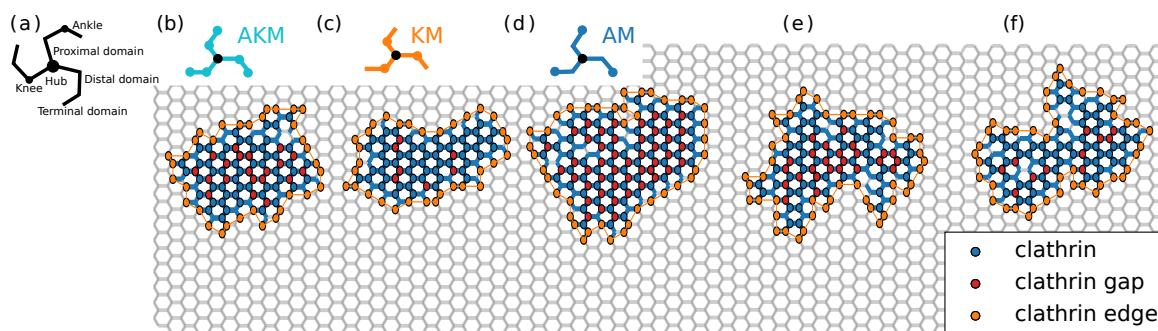 (a)
Ankle
Proximal domain
Knee
Hub
Distal domain
Terminal domain
(b)
AKM
(c)
KM
(d)
AM
(e)
(f)
clathrin
clathrin gap
clathrin edge